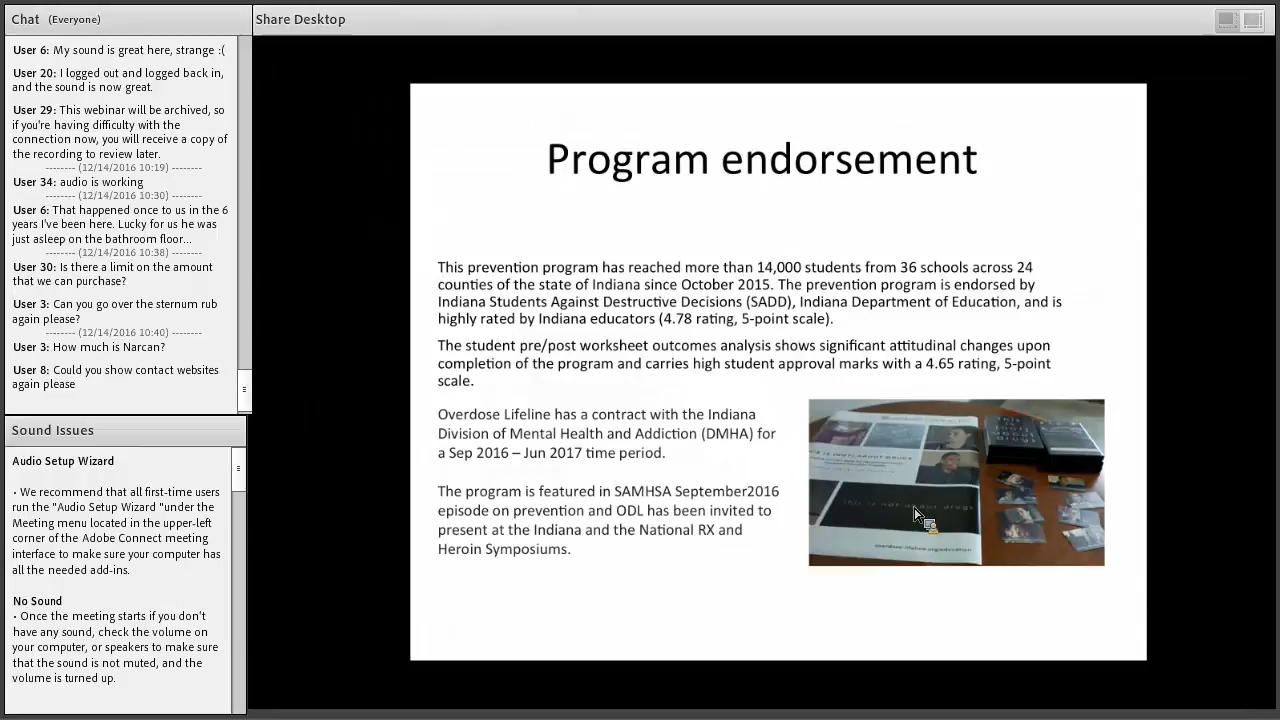 Chat (Everyone)
User 6: My sound is great here, strange :(
User 20: I logged out and logged back in,
and the sound is now great.
User 29: This webinar will be archived, so
if you're having difficulty with the
connection now, you will receive a copy of
the recording to review later.
-------- (12/14/2016 10:19) --------
User 34: audio is working
-------- (12/14/2016 10:30) --------
User 6: That happened once to us in the 6
years I've been here. Lucky for us he was
just asleep on the bathroom floor...
-------- (12/14/2016 10:38) --------
User 30: Is there a limit on the amount
that we can purchase?
User 3: Can you go over the sternum rub
again please?
-------- (12/14/2016 10:40) --------
User 3: How much is Narcan?
User 8: Could you show contact websites
again please
Sound Issues
Audio Setup Wizard
• We recommend that all first-time users
run the "Audio Setup Wizard "under the
Meeting menu located in the upper-left
corner of the Adobe Connect meeting
interface to make sure your computer has
all the needed add-ins.
No Sound
• Once the meeting starts if you don't
have any sound, check the volume on
your computer, or speakers to make sure
that the sound is not muted, and the
volume is turned up.
Share Desktop
Program endorsement
This prevention program has reached more than 14,000 students from 36 schools across 24
counties of the state of Indiana since October 2015. The prevention program is endorsed by
Indiana Students Against Destructive Decisions (SADD), Indiana Department of Education, and is
highly rated by Indiana educators (4.78 rating, 5-point scale).
The student pre/post worksheet outcomes analysis shows significant attitudinal changes upon
completion of the program and carries high student approval marks with a 4.65 rating, 5-point
scale.
Overdose Lifeline has a contract with the Indiana
Division of Mental Health and Addiction (DMHA) for
a Sep 2016 – Jun 2017 time period.
The program is featured in SAMHSA September2016
episode on prevention and ODL has been invited to
present at the Indiana and the National RX and
Heroin Symposiums.
this is not about drugs